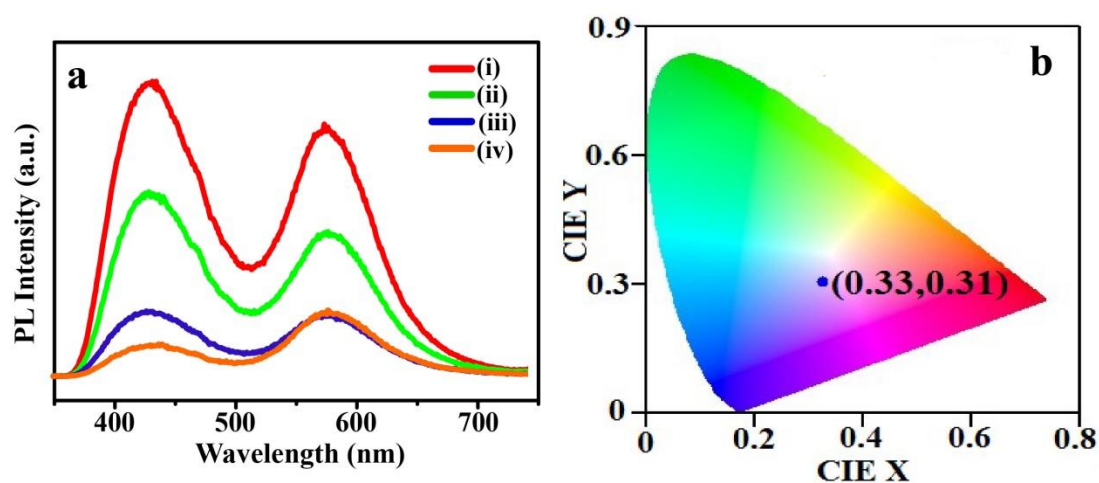 a
(i)
(ii)
(iii)
(iv)
PL Intensity (a.u.)
400 500 600 700
Wavelength (nm)
b
0.9
0.6
0.3
0
CIE Y
(0.33,0.31)
0 0.2 0.4 0.6 0.8
CIE X